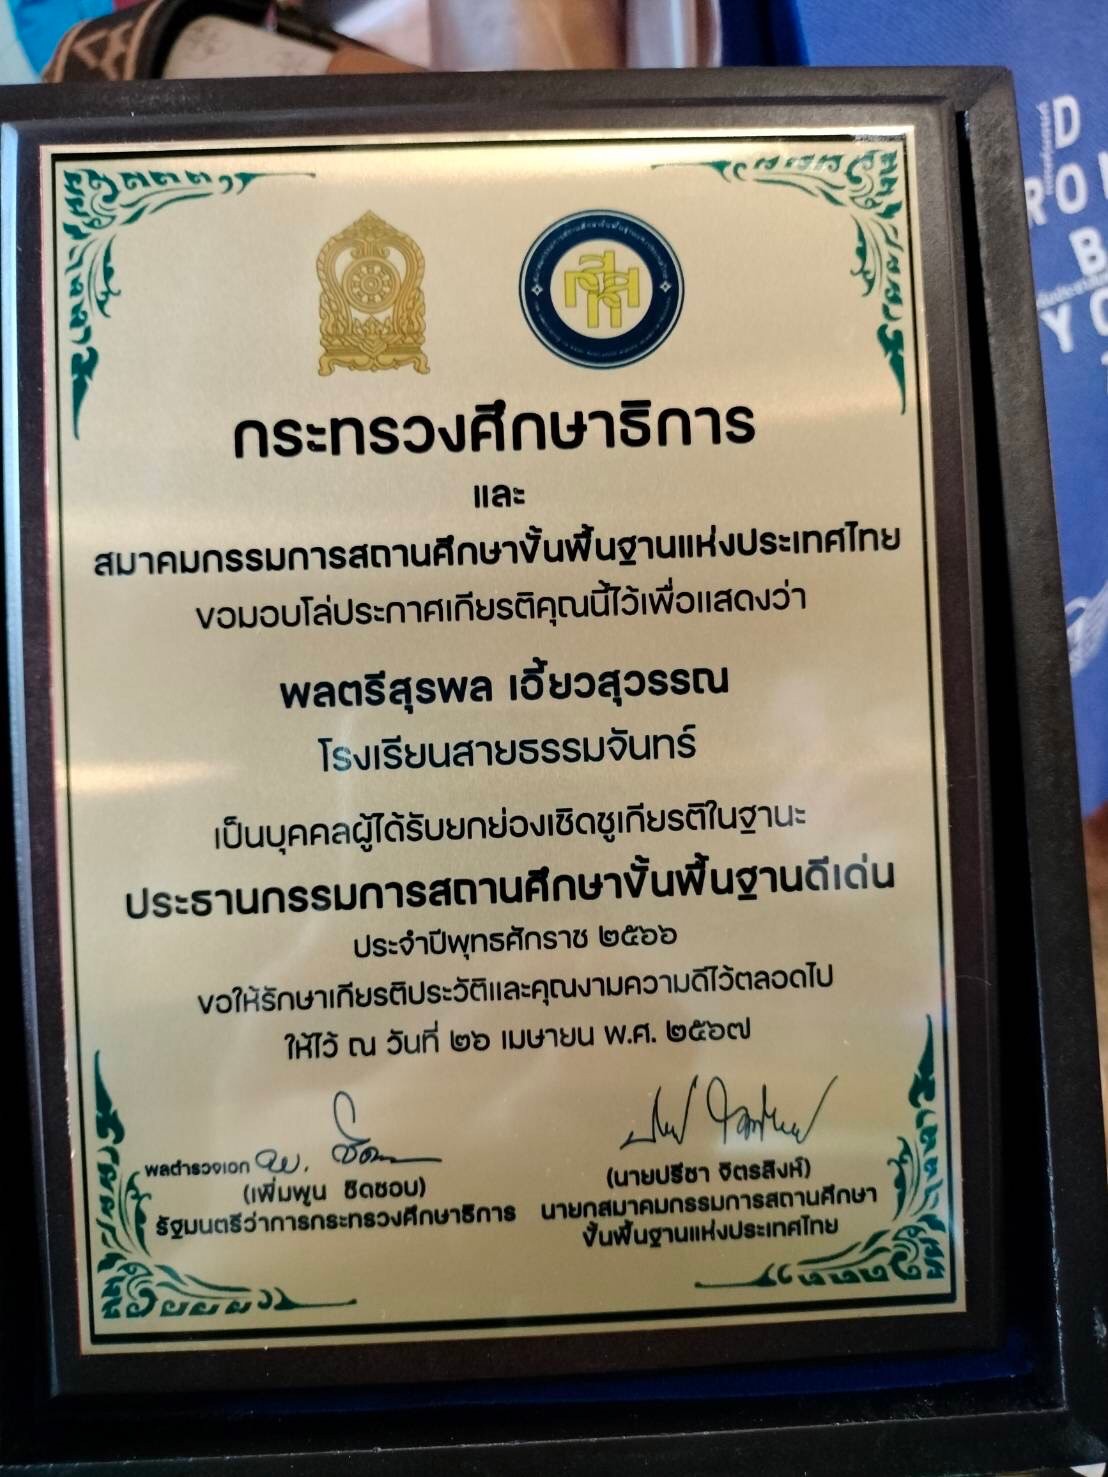 กระทรวงศึกษาธิการ
และ
สมาคมกรรมการสถานศึกษาขั้นพื้นฐานแห่งประเทศไทย
ขอมอบโล่ประกาศเกียรติคุณนี้ไว้เพื่อแสดงว่า
พลตรีสุรพล เอี้ยวสุวรรณ
โรงเรียนสายธรรมจันทร์
เป็นบุคคลผู้ได้รับยกย่องเชิดชูเกียรติในฐานะ
ประธานกรรมการสถานศึกษาขั้นพื้นฐานดีเด่น
ประจำปีพุทธศักราช ๒๕๖๖
ขอให้รักษาเกียรติประวัติและคุณงามความดีไว้ตลอดไป
ให้ไว้ ณ วันที่ ๒๖ เมษายน พ.ศ. ๒๕๖๗
พลตำรวจเอก
(เพิ่มพูน ชิดชอบ)
รัฐมนตรีว่าการกระทรวงศึกษาธิการ
(นายปรีชา จิตรสิงห์)
นายกสมาคมกรรมการสถานศึกษา
ขั้นพื้นฐานแห่งประเทศไทย